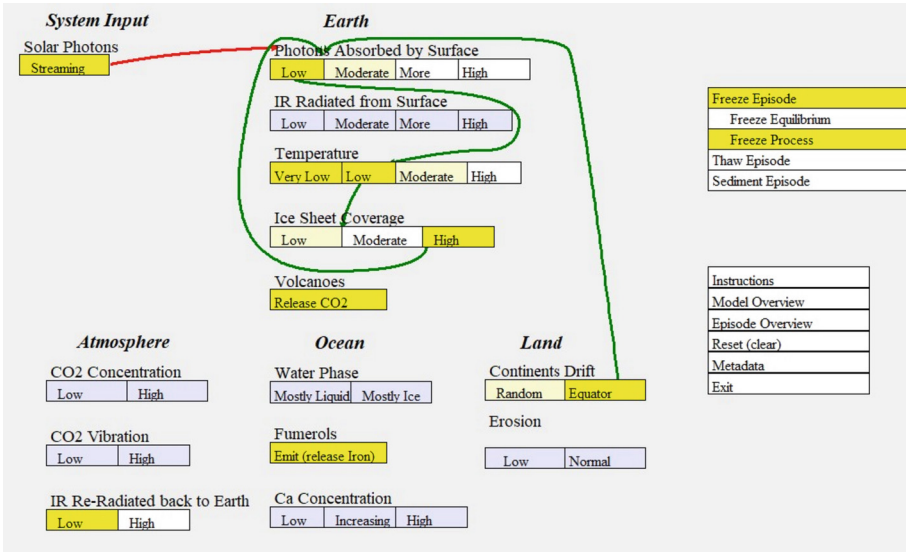 System Input
Earth
Solar Photons
Streaming
Photons Absorbed by Surface
Low Moderate More High
IR Radiated from Surface
Low Moderate More High
Temperature
Very Low Low Moderate High
Ice Sheet Coverage
Low Moderate High
Volcanoes
Release CO2
Freeze Episode
Freeze Equilibrium
Freeze Process
Thaw Episode
Sediment Episode
Instructions
Model Overview
Episode Overview
Reset (clear)
Metadata
Exit
Atmosphere
CO2 Concentration
Low High
CO2 Vibration
Low High
IR Re-Radiated back to Earth
Low High
Ocean
Water Phase
Mostly Liquid Mostly Ice
Fumerols
Emit (release Iron)
Ca Concentration
Low Increasing High
Land
Continents Drift
Random Equator
Erosion
Low Normal